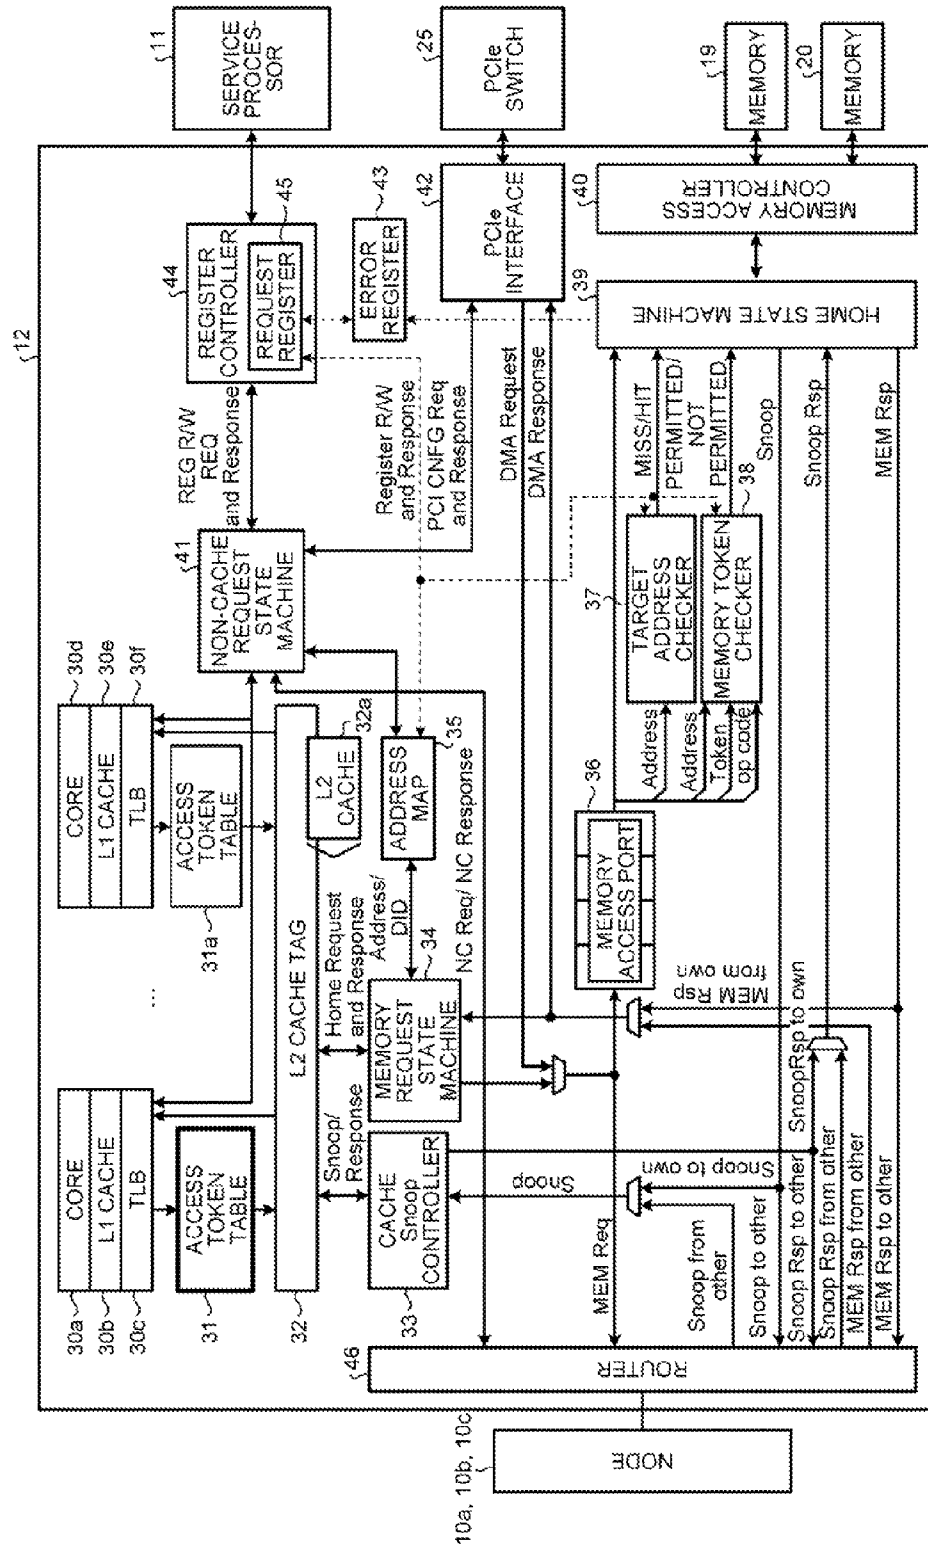 12
30a
CORE
30b
L1 CACHE
30c
TLB
31
ACCESS
TOKEN
TABLE
...
CORE
30d
L1 CACHE
30e
TLB
30f
ACCESS
TOKEN
TABLE
31a
32
L2 CACHE TAG
L2
CACHE
32a
41
NON-CACHE
REQUEST
STATE
MACHINE
REG R/W
REQ
and Response
44
REGISTER
CONTROLLER
REQUEST
REGISTER
45
11
SERVICE
PROCES-
SOR
ERROR
REGISTER
43
Snoop/
Response
Home Request
and Response
Address/
DID
ADDRESS
MAP
35
33
CACHE
Snoop
CONTROLLER
MEMORY
REQUEST
STATE
MACHINE
34
Register R/W
and Response
PCI CNFG Req
and Response
42
PCIe
INTERFACE
25
PCIe
SWITCH
NC Req/ NC Response
DMA Request
DMA Response
10a, 10b, 10c
NODE
46
ROUTER
MEM Req
Snoop
Snoop to own
Snoop from
other
Snoop to other
Snoop Rsp to other
Snoop Rsp from other
MEM Rsp from other
MEM Rsp to other
MEM Rsp
from own
SnoopRsp to own
36
MEMORY
ACCESS PORT
Address
Address
Token
op code
37
TARGET
ADDRESS
CHECKER
MEMORY TOKEN
CHECKER
38
MISS/HIT
PERMITTED/
NOT
PERMITTED
Snoop
Snoop Rsp
MEM Rsp
39
HOME STATE MACHINE
40
MEMORY ACCESS
CONTROLLER
19
MEMORY
20
MEMORY